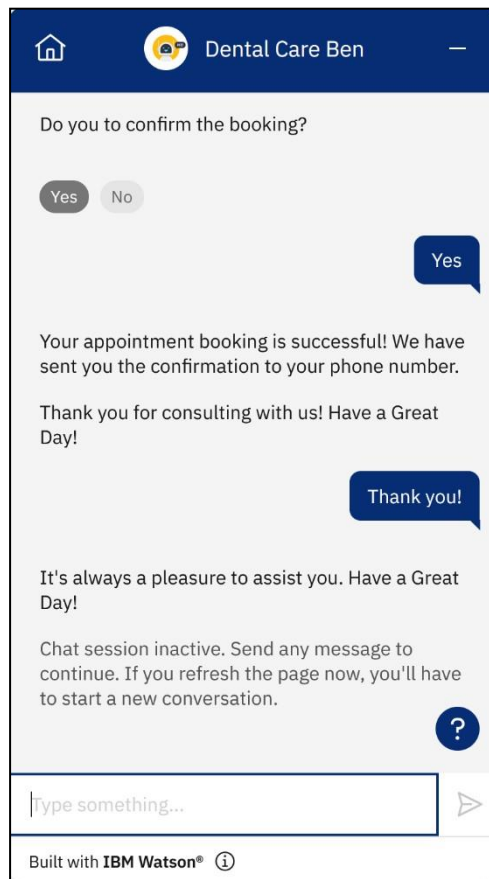 Dental Care Ben
Do you to confirm the booking?
Yes
No
Yes
Your appointment booking is successful! We have
sent you the confirmation to your phone number.
Thank you for consulting with us! Have a Great
Day!
Thank you!
It's always a pleasure to assist you. Have a Great
Day!
Chat session inactive. Send any message to
continue. If you refresh the page now, you'll have
to start a new conversation.
?
Type something...
Built with IBM Watson®